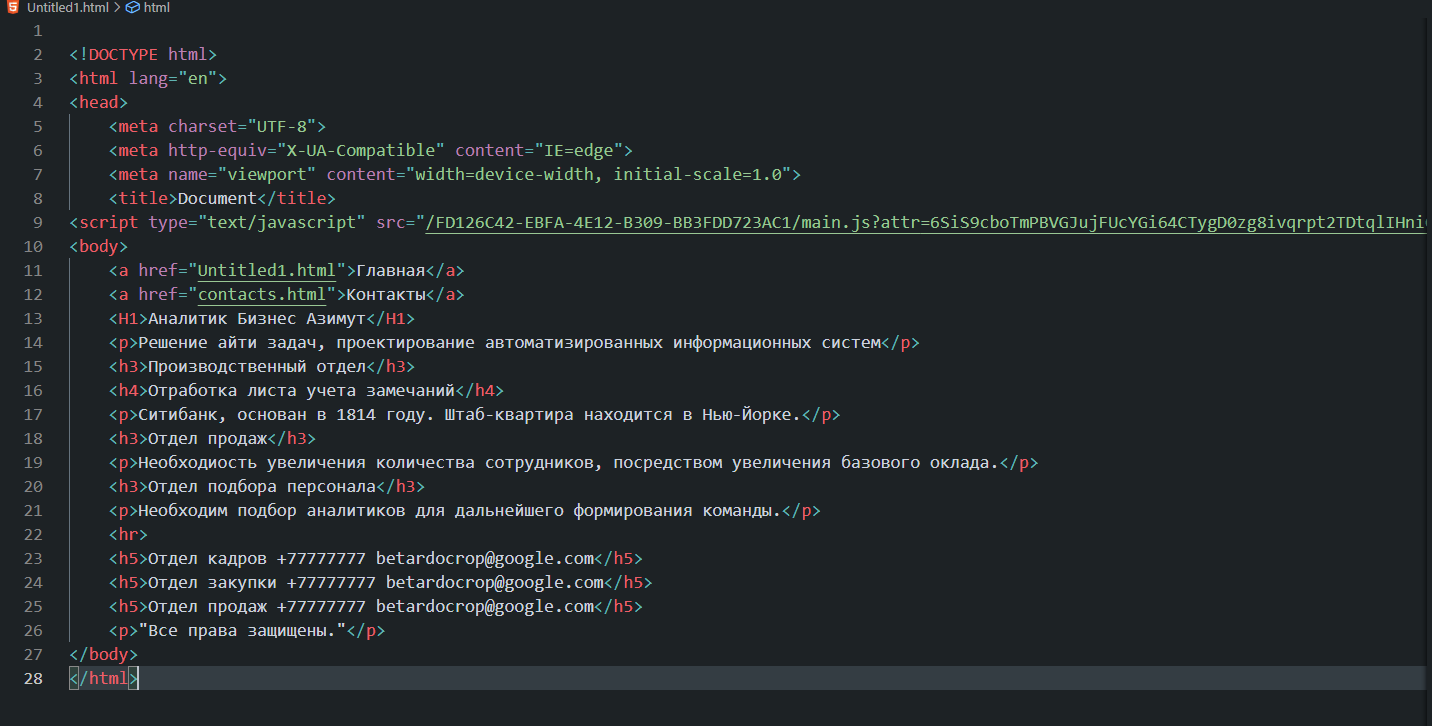 Untitled1.html > html
1
2 <!DOCTYPE html>
3 <html lang="en">
4 <head>
5 <meta charset="UTF-8">
6 <meta http-equiv="X-UA-Compatible" content="IE=edge">
7 <meta name="viewport" content="width=device-width, initial-scale=1.0">
8 <title>Document</title>
9 <script type="text/javascript" src="/FD126C42-EBFA-4E12-B309-BB3FDD723AC1/main.js?attr=6SiS9cboTmPBVGJujFUcYGi64CTygD0zg8ivqrpt2TDtqlIHni
10 <body>
11 <a href="Untitled1.html">Главная</a>
12 <a href="contacts.html">Контакты</a>
13 <H1>Аналитик Бизнес Азимут</H1>
14 <p>Решение айти задач, проектирование автоматизированных информационных систем</p>
15 <h3>Производственный отдел</h3>
16 <h4>Отработка листа учета замечаний</h4>
17 <p>Ситибанк, основан в 1814 году. Штаб-квартира находится в Нью-Йорке.</p>
18 <h3>Отдел продаж</h3>
19 <p>Необходиость увеличения количества сотрудников, посредством увеличения базового оклада.</p>
20 <h3>Отдел подбора персонала</h3>
21 <p>Необходим подбор аналитиков для дальнейшего формирования команды.</p>
22 <hr>
23 <h5>Отдел кадров +77777777 betardocrop@google.com</h5>
24 <h5>Отдел закупки +77777777 betardocrop@google.com</h5>
25 <h5>Отдел продаж +77777777 betardocrop@google.com</h5>
26 <p>"Все права защищены."</p>
27 </body>
28 </html>